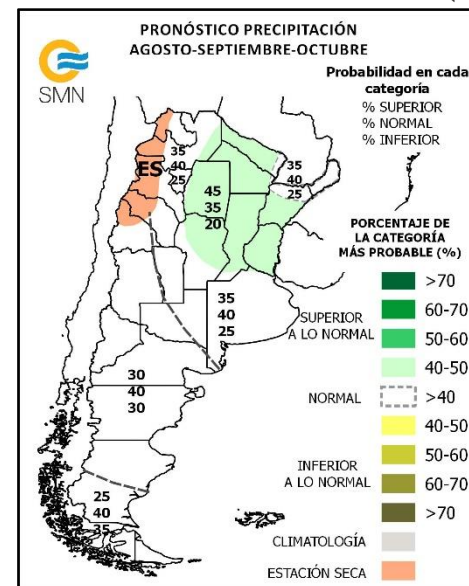 PRONÓSTICO PRECIPITACIÓN
AGOSTO-SEPTIEMBRE-OCTUBRE
SMN
Probabilidad en cada
categoría
% SUPERIOR
% NORMAL
% INFERIOR
ES
35
40
25
45
35
20
35
40
25
35
40
25
30
40
30
25
40
35
PORCENTAJE DE
LA CATEGORÍA
MÁS PROBABLE (%)
SUPERIOR
A LO NORMAL
>70
60-70
50-60
40-50
NORMAL
>40
INFERIOR
A LO NORMAL
40-50
50-60
60-70
>70
CLIMATOLOGÍA
ESTACIÓN SECA